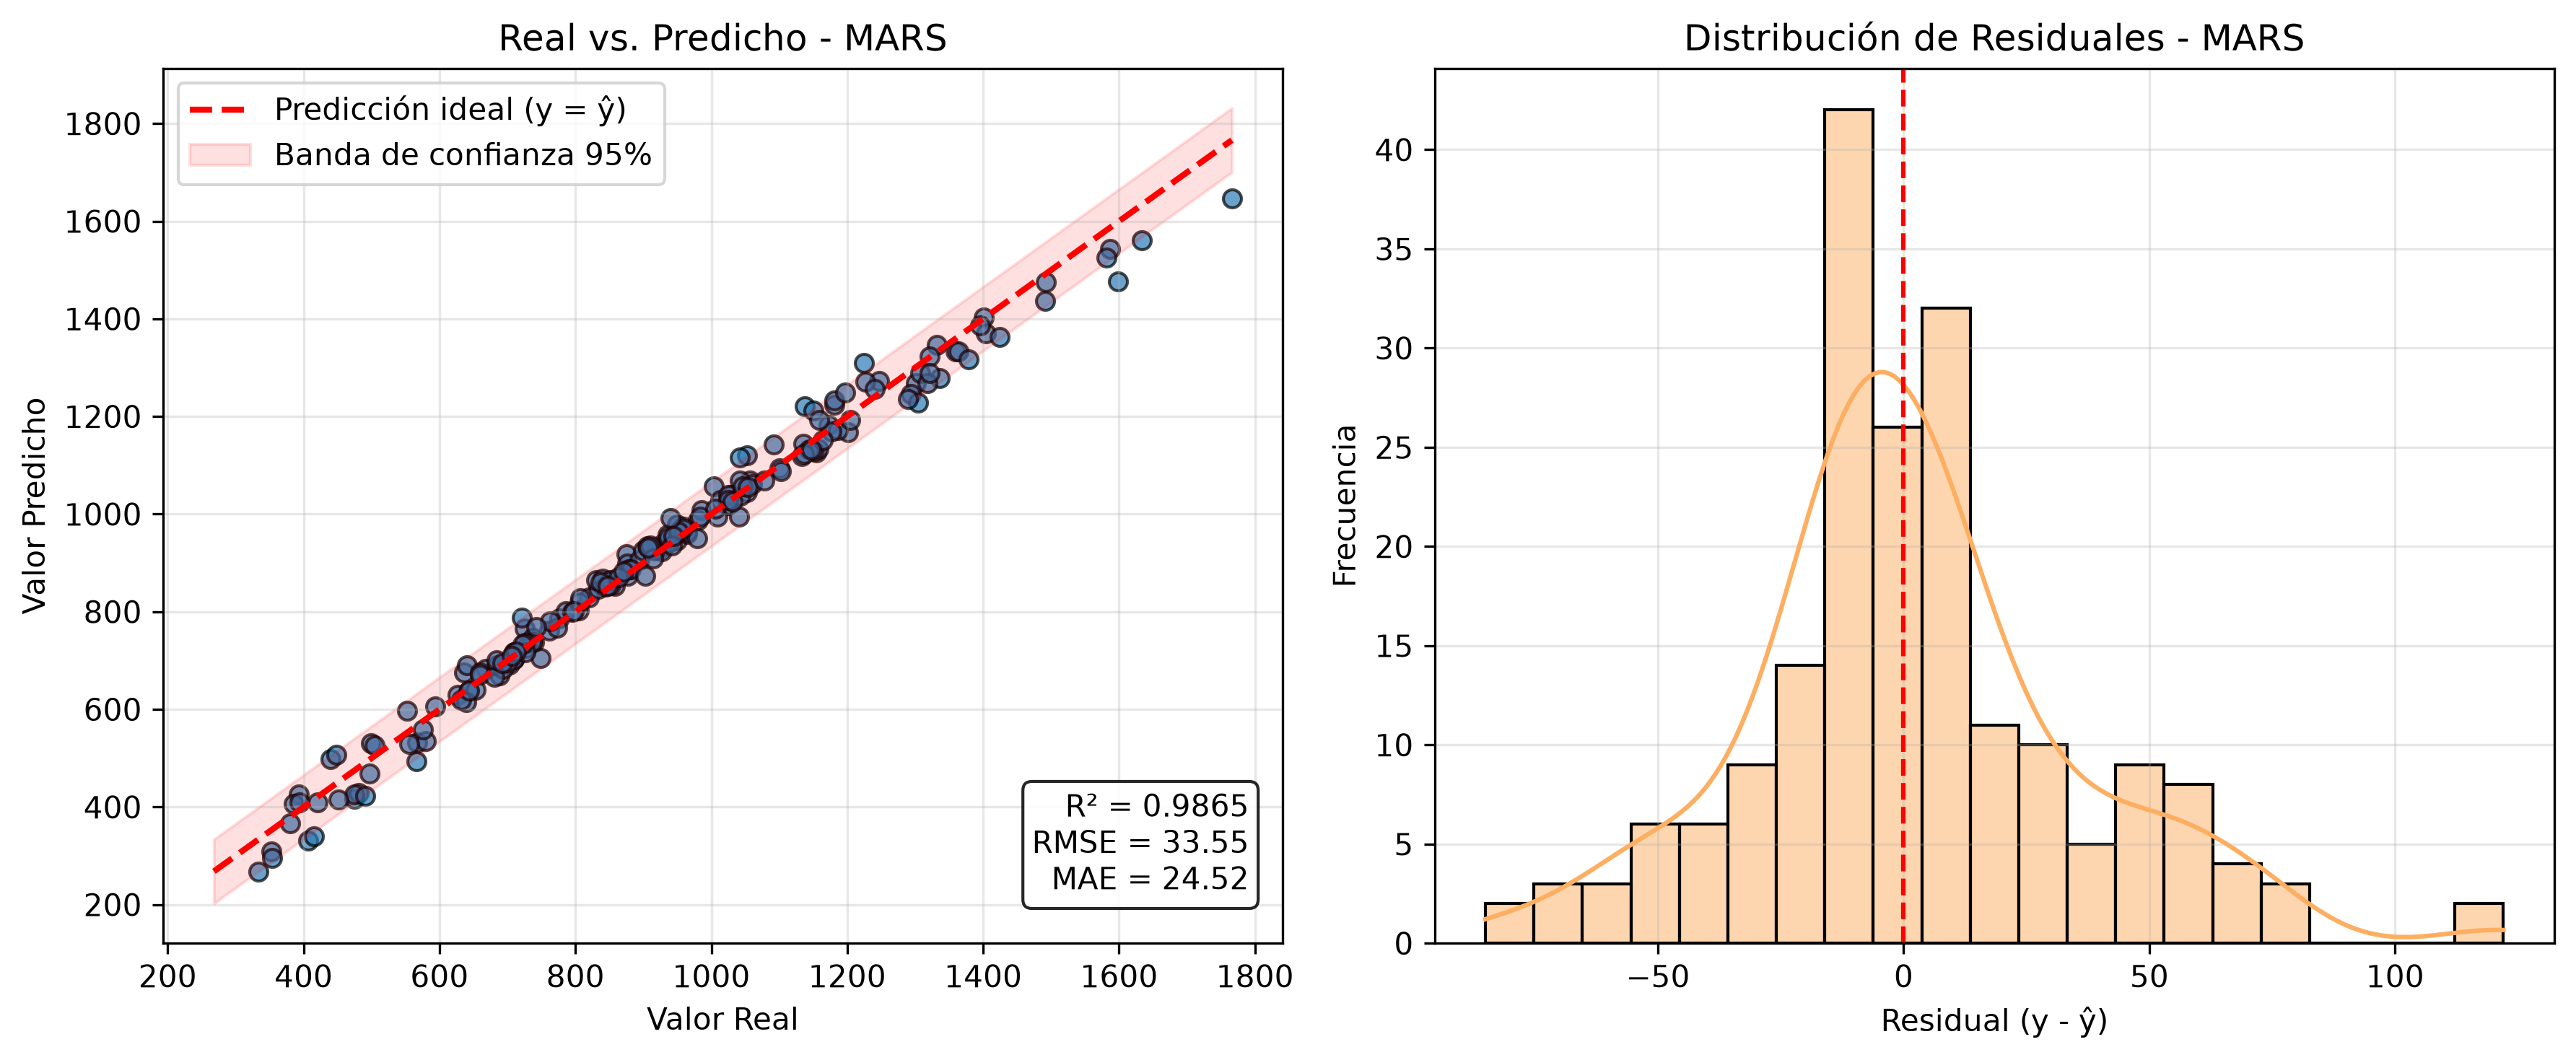 Real vs. Predicho - MARS
Predicción ideal (y = ŷ)
Banda de confianza 95%
1800
1600
1400
1200
1000
800
600
400
200
Valor Predicho
R² = 0.9865
RMSE = 33.55
MAE = 24.52
200 400 600 800 1000 1200 1400 1600 1800
Valor Real
Distribución de Residuales - MARS
40
35
30
25
20
15
10
5
0
Frecuencia
−50 0 50 100
Residual (y - ŷ)